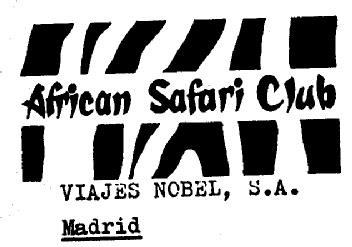 African Safari Club
VIAJES NOBEL, S.A.
Madrid